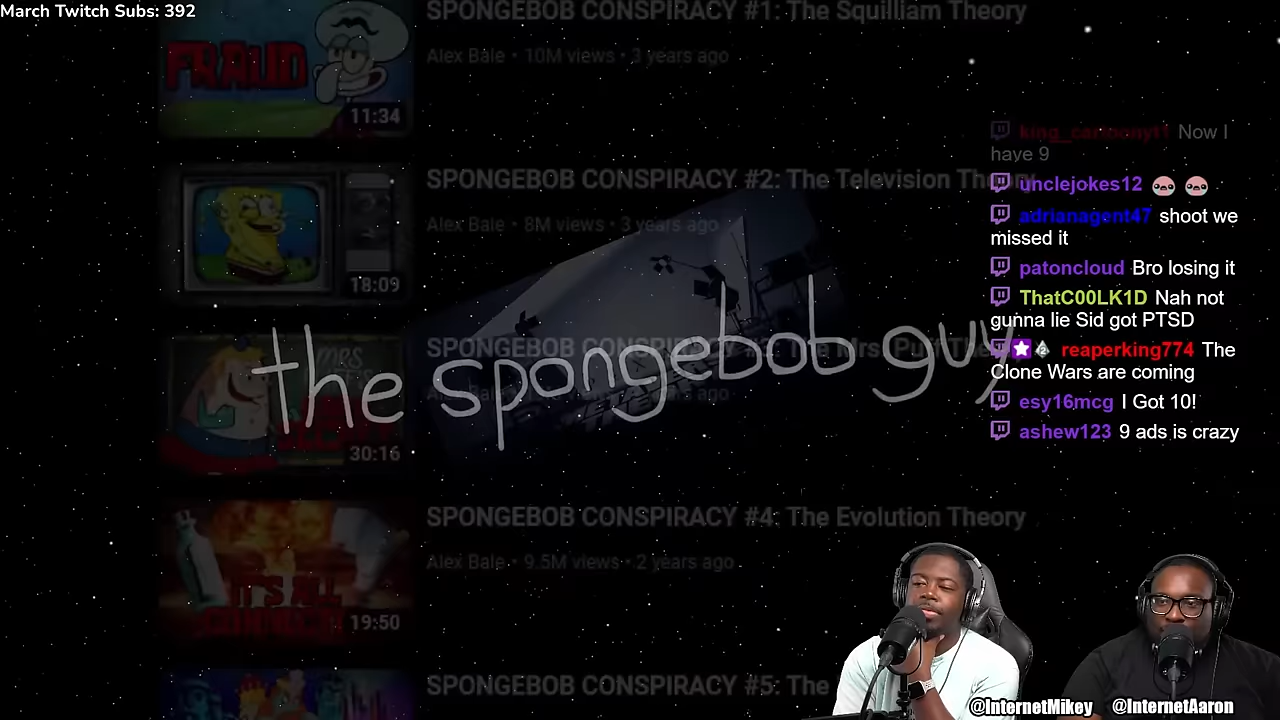 March Twitch Subs: 392
SPONGEBOB CONSPIRACY #1: The Squilliam Theory
Alex Bale • 10M views • 3 years ago
FRAUD
11:34
SPONGEBOB CONSPIRACY #2: The Television Theory
Alex Bale • 8M views • 3 years ago
18:09
SPONGEBOB
the spongebob guy
MRS.
30:16
SPONGEBOB CONSPIRACY #4: The Evolution Theory
Alex Bale • 9.5M views • 2 years ago
IT'S ALL
19:50
SPONGEBOB CONSPIRACY #5: The
Now I
have 9
unclejokes12
adrianagent47 shoot we
missed it
patoncloud Bro losing it
ThatC00LK1D Nah not
gunna lie Sid got PTSD
reaperking774 The
Clone Wars are coming
esy16mcg I Got 10!
ashew123 9 ads is crazy
@InternetMikey
@InternetAaron